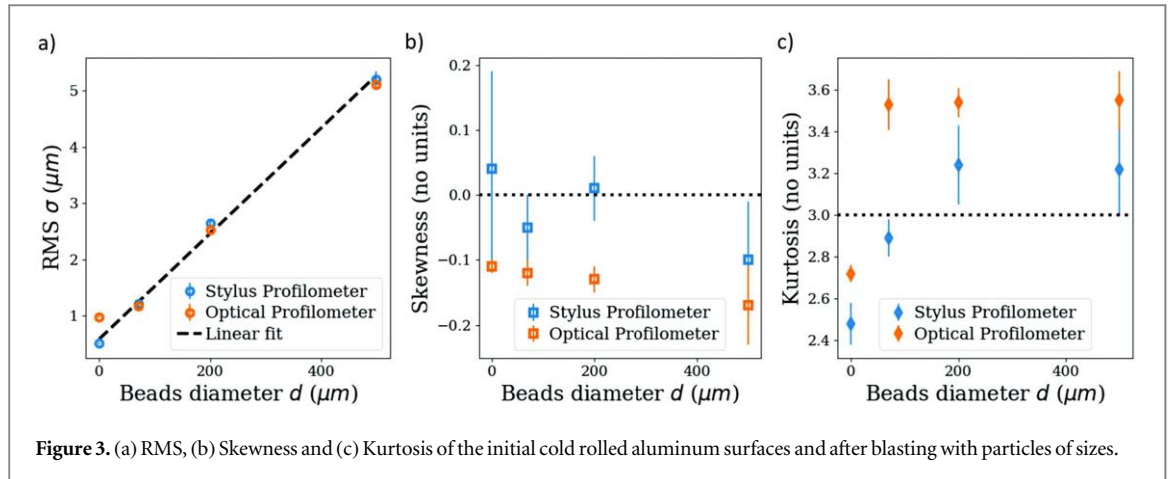 a)
RMS σ (μm)
5
4
3
2
1
0
200
400
Beads diameter d (μm)
Stylus Profilometer
Optical Profilometer
Linear fit
b)
Skewness (no units)
0.2
0.1
0.0
−0.1
−0.2
0
200
400
Beads diameter d (μm)
Stylus Profilometer
Optical Profilometer
c)
Kurtosis (no units)
3.6
3.4
3.2
3.0
2.8
2.6
2.4
0
200
400
Beads diameter d (μm)
Stylus Profilometer
Optical Profilometer
Figure 3. (a) RMS, (b) Skewness and (c) Kurtosis of the initial cold rolled aluminum surfaces and after blasting with particles of sizes.